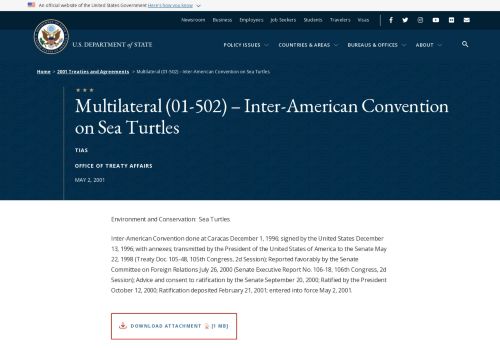 An official website of the United States Government Here's how you know
Newsroom Business Employees Job Seekers Students Travelers Visas
U.S. DEPARTMENT of STATE
POLICY ISSUES COUNTRIES & AREAS BUREAUS & OFFICES ABOUT
Home > 2001 Treaties and Agreements > Multilateral (01-502) – Inter-American Convention on Sea Turtles
Multilateral (01-502) – Inter-American Convention
on Sea Turtles
TIAS
OFFICE OF TREATY AFFAIRS
MAY 2, 2001
Environment and Conservation: Sea Turtles.
Inter-American Convention done at Caracas December 1, 1996; signed by the United States December
13, 1996, with annexes; transmitted by the President of the United States of America to the Senate May
22, 1998 (Treaty Doc. 105-48, 105th Congress, 2d Session); Reported favorably by the Senate
Committee on Foreign Relations July 26, 2000 (Senate Executive Report No. 106-18, 106th Congress, 2d
Session); Advice and consent to ratification by the Senate September 20, 2000; Ratified by the President
October 12, 2000; Ratification deposited February 21, 2001; entered into force May 2, 2001.
DOWNLOAD ATTACHMENT [1 MB]